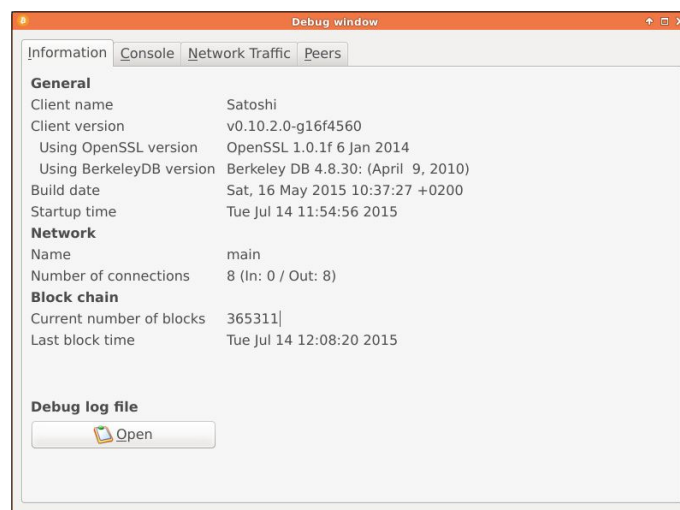 Debug window
Information Console Network Traffic Peers
General
Client name Satoshi
Client version v0.10.2.0-g16f4560
Using OpenSSL version OpenSSL 1.0.1f 6 Jan 2014
Using BerkeleyDB version Berkeley DB 4.8.30: (April 9, 2010)
Build date Sat, 16 May 2015 10:37:27 +0200
Startup time Tue Jul 14 11:54:56 2015
Network
Name main
Number of connections 8 (In: 0 / Out: 8)
Block chain
Current number of blocks 365311
Last block time Tue Jul 14 12:08:20 2015
Debug log file
Open